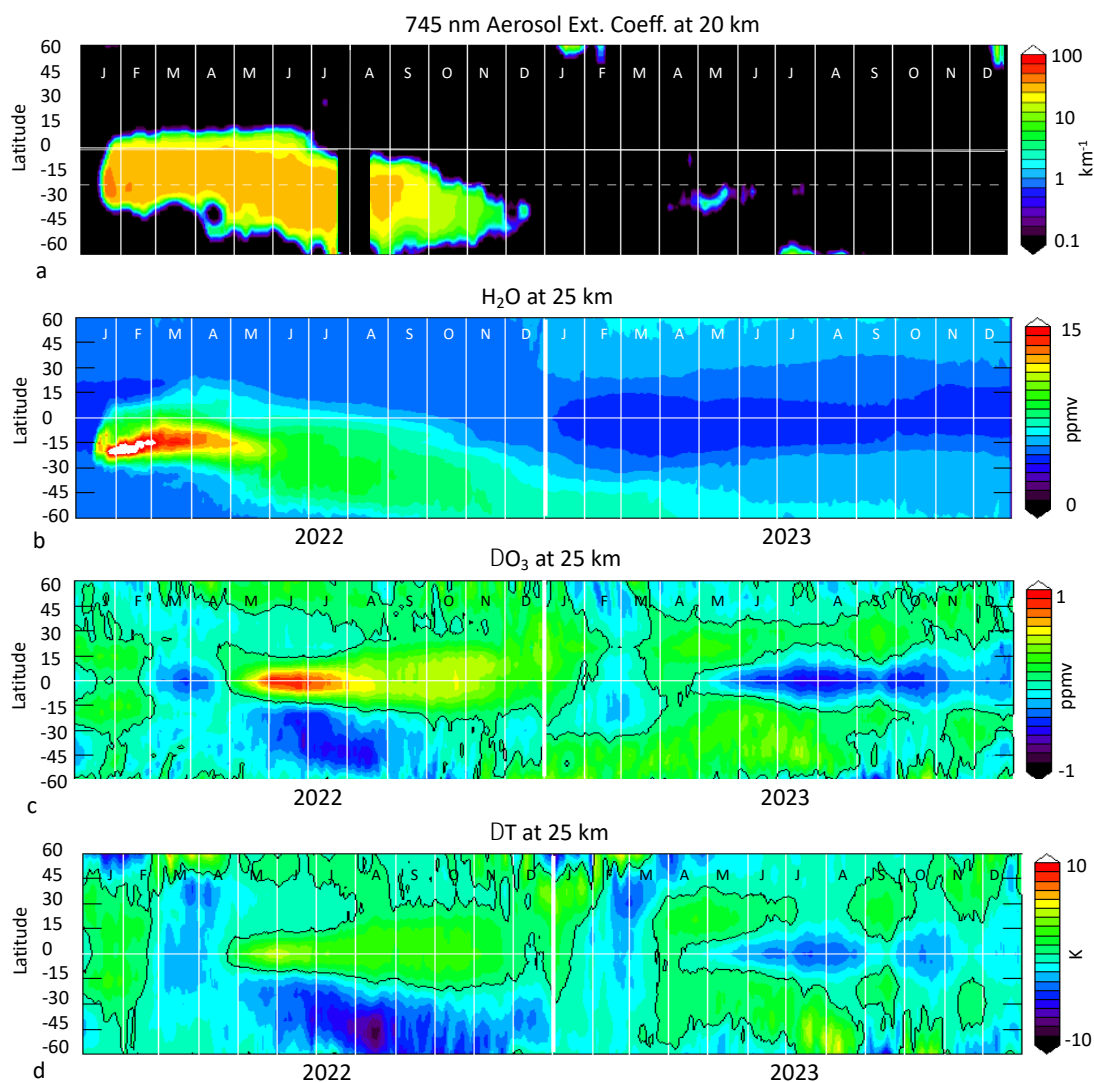 745 nm Aerosol Ext. Coeff. at 20 km
60
45
30
15
0
-15
-30
-45
-60
Latitude
J F M A M J J A S O N D J F M A M J J A S O N D
100
10
1
0.1
km-1
a
H2O at 25 km
60
45
30
15
0
-15
-30
-45
-60
Latitude
J F M A M J J A S O N D J F M A M J J A S O N D
15
0
ppmv
2022 2023
b
DO3 at 25 km
60
45
30
15
0
-15
-30
-45
-60
Latitude
J F M A M J J A S O N D J F M A M J J A S O N D
1
-1
ppmv
2022 2023
c
DT at 25 km
60
45
30
15
0
-15
-30
-45
-60
Latitude
J F M A M J J A S O N D J F M A M J J A S O N D
10
-10
K
2022 2023
d